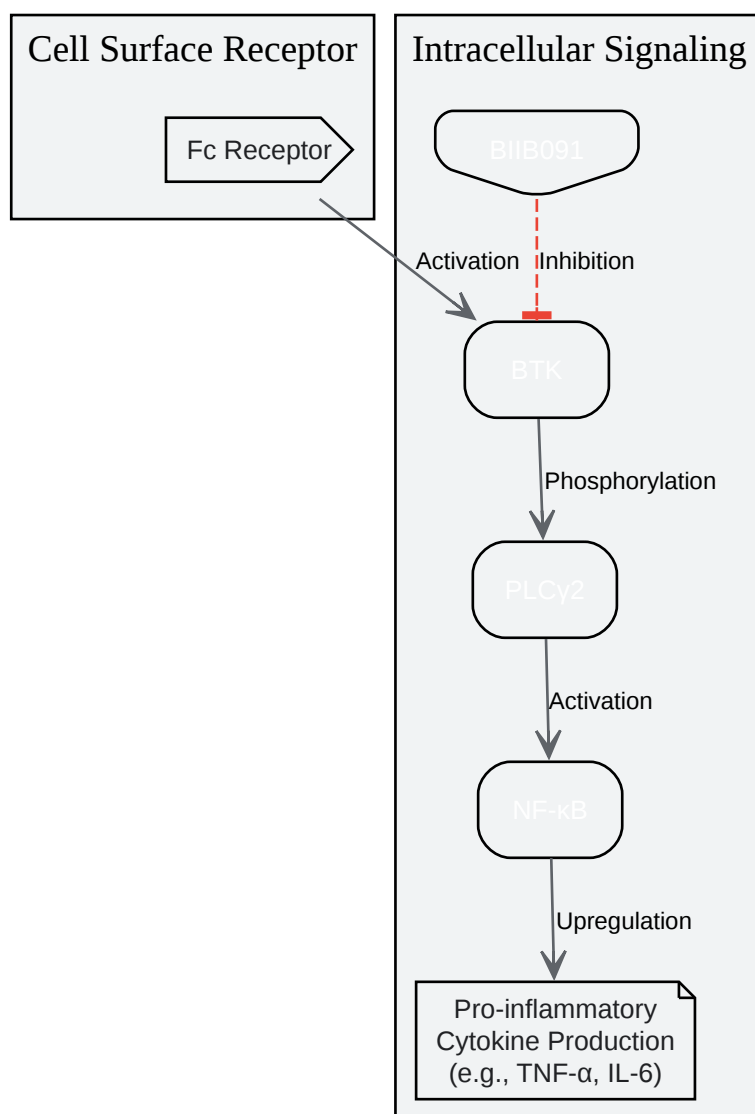 Cell Surface Receptor
Intracellular Signaling
Fc Receptor
BIIB091
Activation
Inhibition
BTK
Phosphorylation
PLCγ2
Activation
NF-κB
Upregulation
Pro-inflammatory
Cytokine Production
(e.g., TNF-α, IL-6)